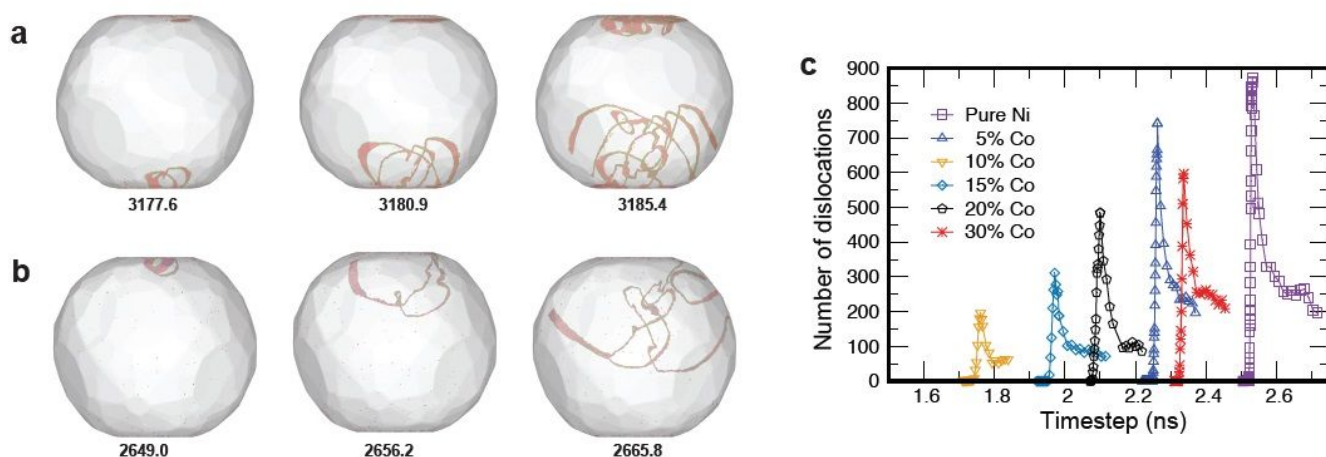 a
3177.6 3180.9 3185.4
b
2649.0 2656.2 2665.8
c
Number of dislocations
900
800
700
600
500
400
300
200
100
0
Pure Ni
5% Co
10% Co
15% Co
20% Co
30% Co
1.6 1.8 2 2.2 2.4 2.6
Timestep (ns)